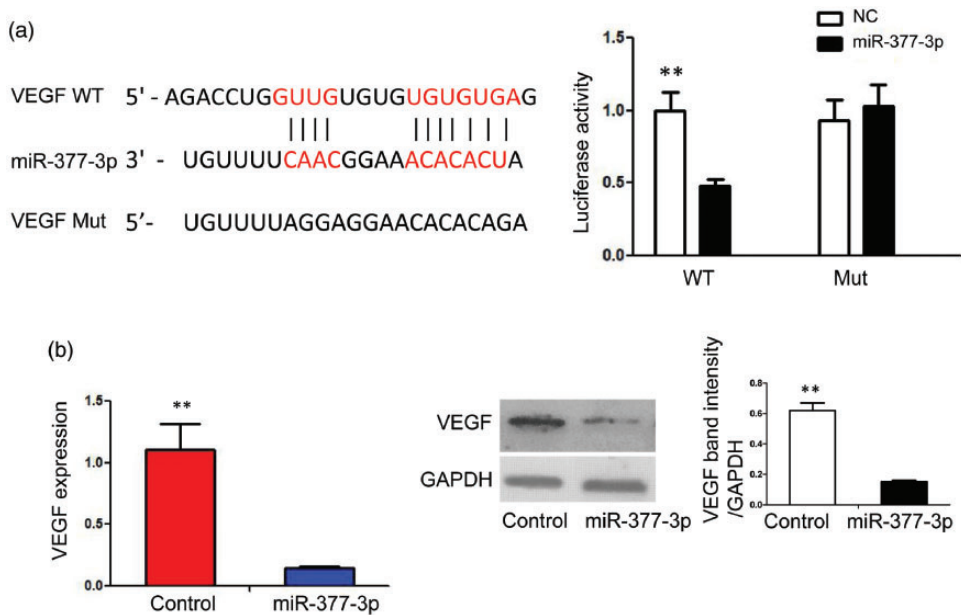 (a)
VEGF WT 5' - AGACCUGGUUGUGUGUGUGUGAG
miR-377-3p 3' - UGUUUUCAACGGAAACACACUA
VEGF Mut 5'- UGUUUUAGGAGGAACACACAGA
NC
miR-377-3p
Luciferase activity
1.5
1.0
0.5
0.0
**
WT Mut
(b)
VEGF expression
1.5
1.0
0.5
0.0
**
Control miR-377-3p
VEGF
GAPDH
Control miR-377-3p
VEGF band intensity
/GAPDH
0.8
0.6
0.4
0.2
0.0
**
Control miR-377-3p